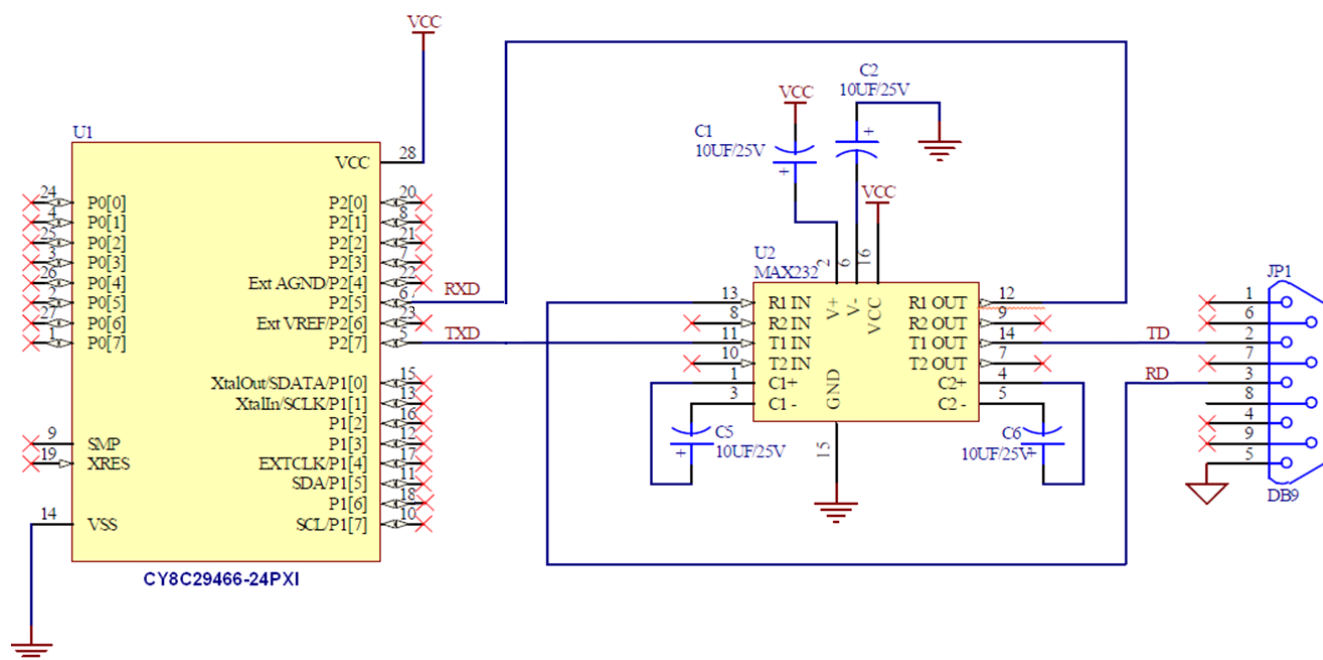 VCC
U1
VCC 28
24 P0[0]
4 P0[1]
25 P0[2]
3 P0[3]
26 P0[4]
2 P0[5]
27 P0[6]
1 P0[7]
P2[0] 20
P2[1] 8
P2[2] 21
P2[3] 7
Ext AGND/P2[4] 22
P2[5] 6
Ext VREF/P2[6] 23
P2[7] 5
XtalOut/SDATA/P1[0] 15
XtalIn/SCLK/P1[1] 13
P1[2] 16
P1[3] 12
EXTCLK/P1[4] 17
SDA/P1[5] 11
P1[6] 18
SCL/P1[7] 10
9 SMP
19 XRES
14 VSS
CY8C29466-24PXI
RXD
TXD
C2
10UF/25V
VCC
C1
10UF/25V
+
+
VCC
U2
MAX232
2 V+
6 V-
16 VCC
13 R1 IN
8 R2 IN
11 T1 IN
10 T2 IN
1 C1+
3 C1 -
R1 OUT 12
R2 OUT 9
T1 OUT 14
T2 OUT 7
C2+ 4
C2 - 5
GND 15
C5
10UF/25V
+
C6
10UF/25V
+
TD
RD
JP1
1
6
2
7
3
8
4
9
5
DB9